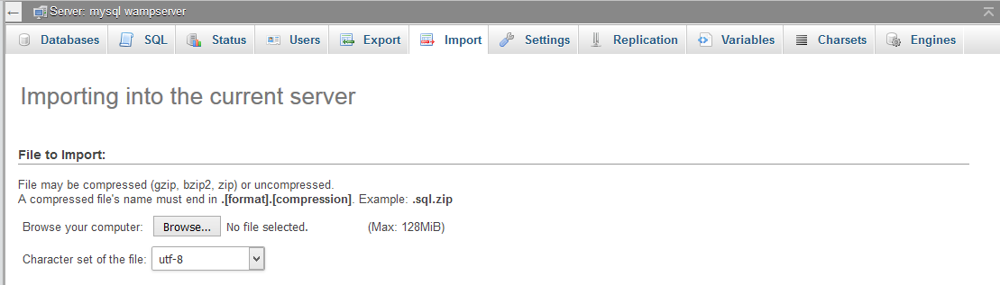 Server: mysql wampserver
Databases SQL Status Users Export Import Settings Replication Variables Charsets Engines
Importing into the current server
File to Import:
File may be compressed (gzip, bzip2, zip) or uncompressed.
A compressed file's name must end in .[format].[compression]. Example: .sql.zip
Browse your computer: Browse... No file selected. (Max: 128MiB)
Character set of the file: utf-8